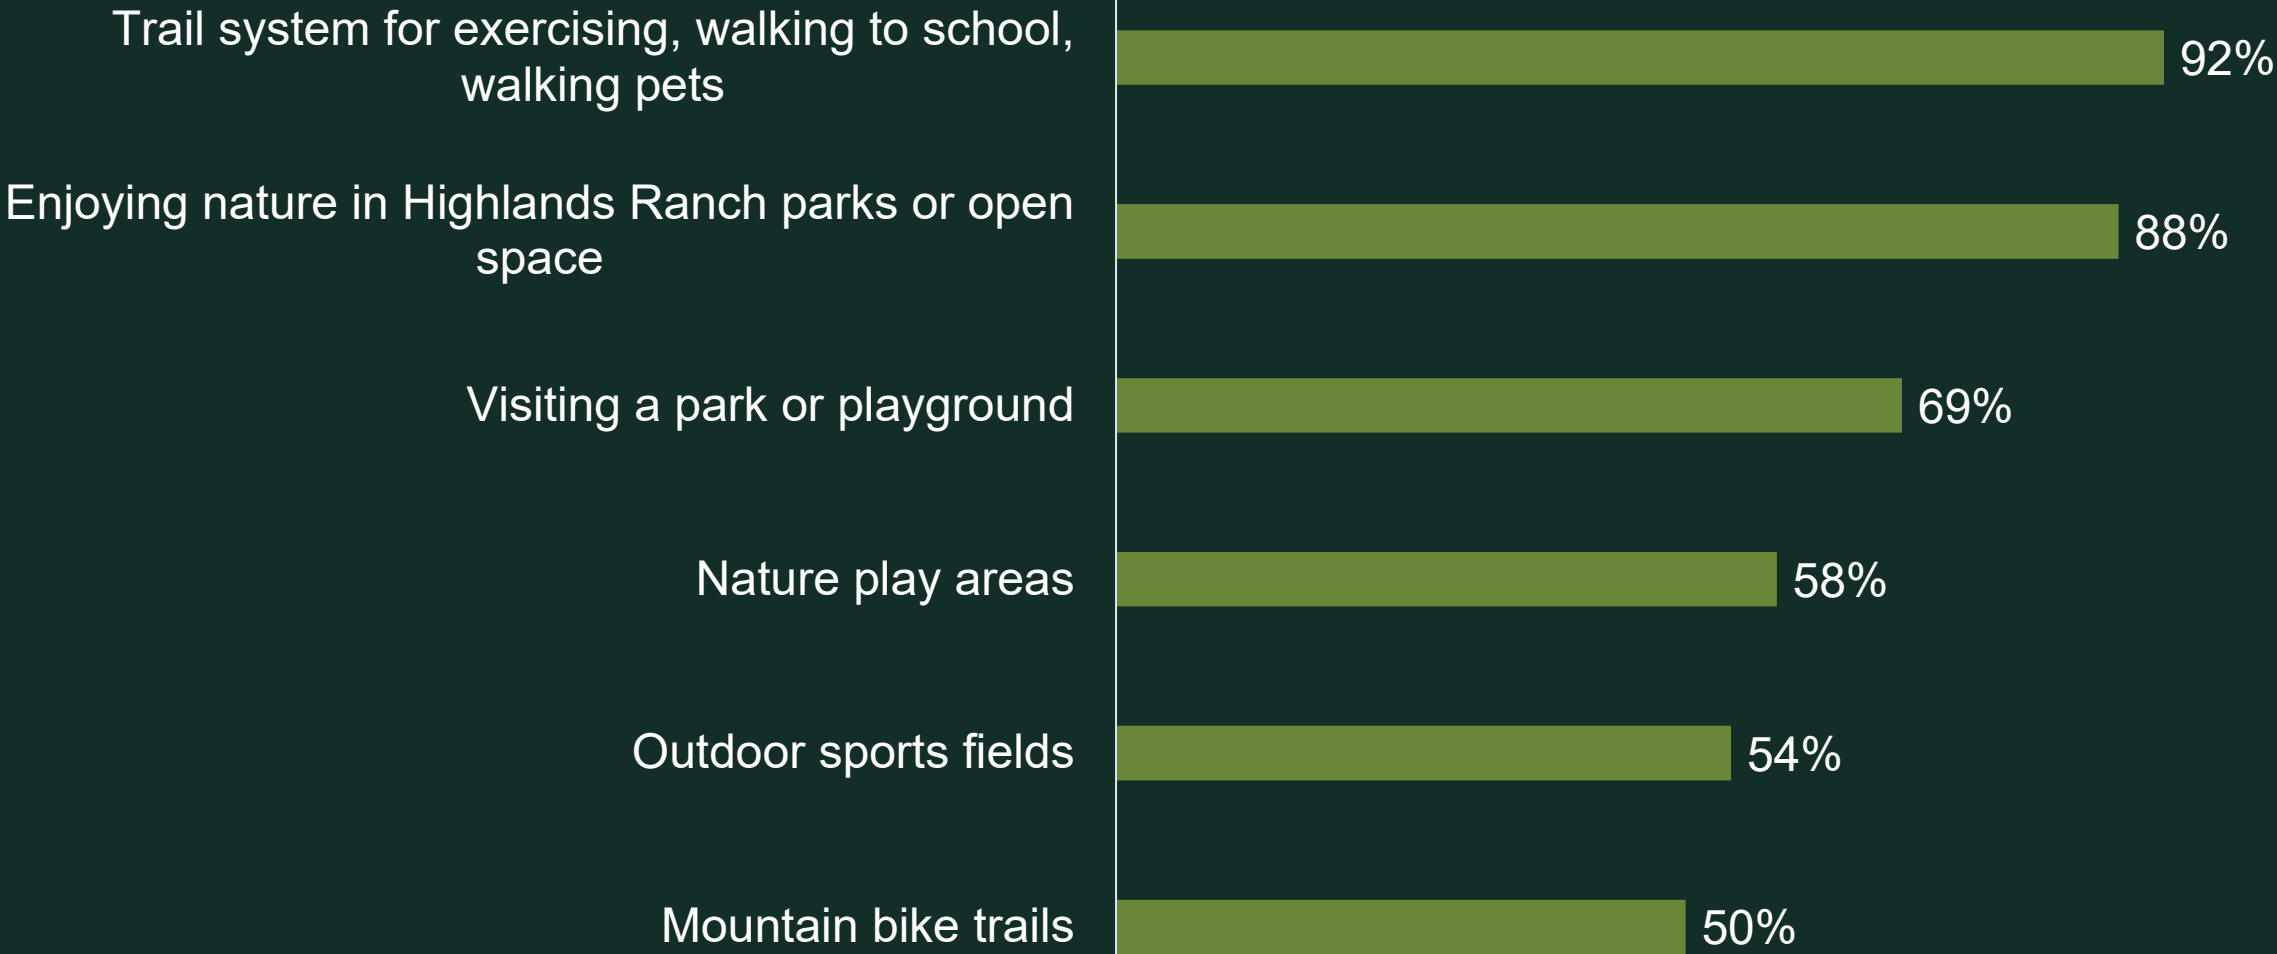 Trail system for exercising, walking to school,
walking pets
92%
Enjoying nature in Highlands Ranch parks or open
space
88%
Visiting a park or playground
69%
Nature play areas
58%
Outdoor sports fields
54%
Mountain bike trails
50%